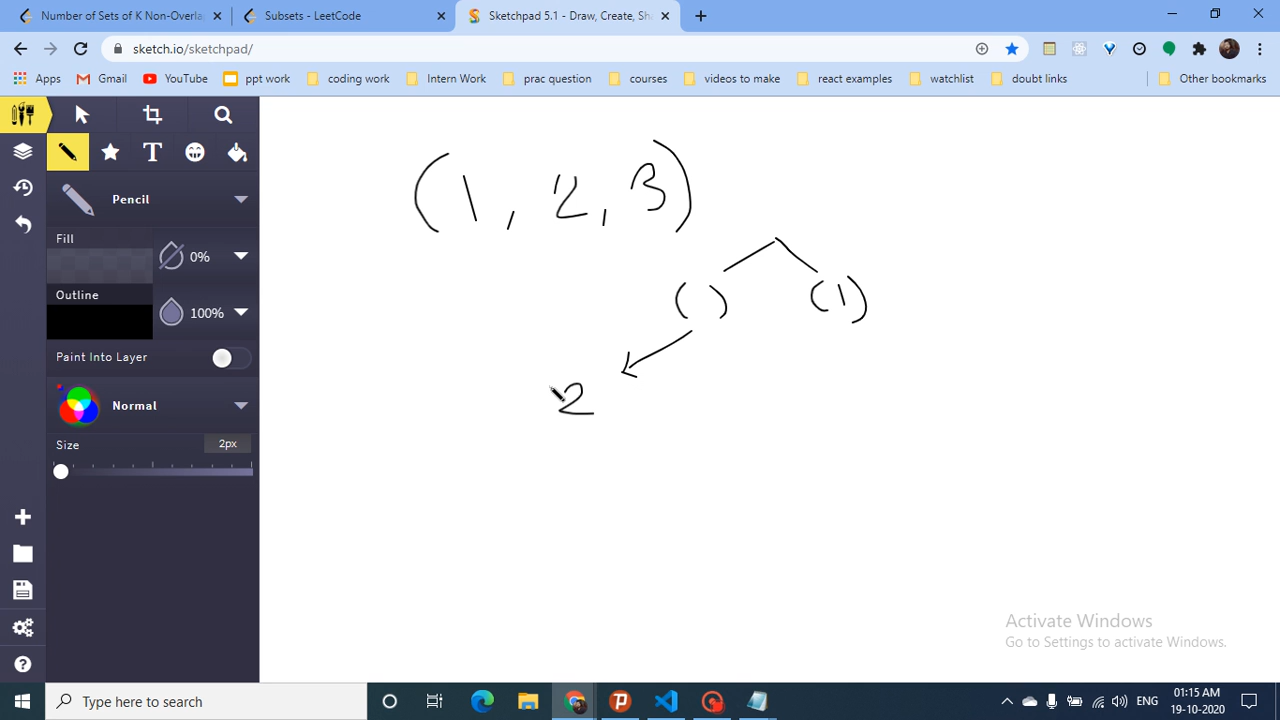 Number of Sets of K Non-Overla
Subsets - LeetCode
Sketchpad 5.1 - Draw, Create, Sha
sketch.io/sketchpad/
Apps
Gmail
YouTube
ppt work
coding work
Intern Work
prac question
courses
videos to make
react examples
watchlist
doubt links
Other bookmarks
Pencil
Fill
0%
Outline
100%
Paint Into Layer
Normal
Size
2px
(1, 2, 3)
( ) (1)
2
Activate Windows
Go to Settings to activate Windows.
Type here to search
ENG
01:15 AM
19-10-2020